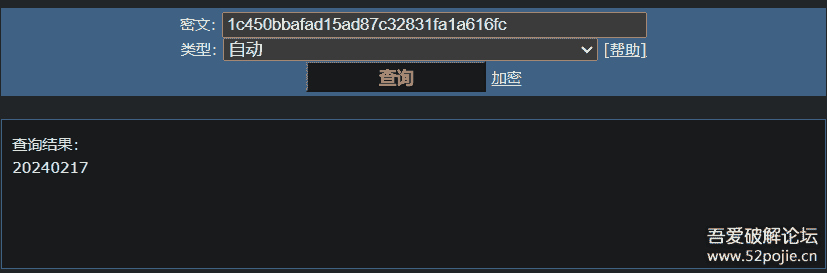 密文: 1c450bbafad15ad87c32831fa1a616fc
类型: 自动 [帮助]
查询 加密
查询结果:
20240217
吾爱破解论坛
www.52pojie.cn